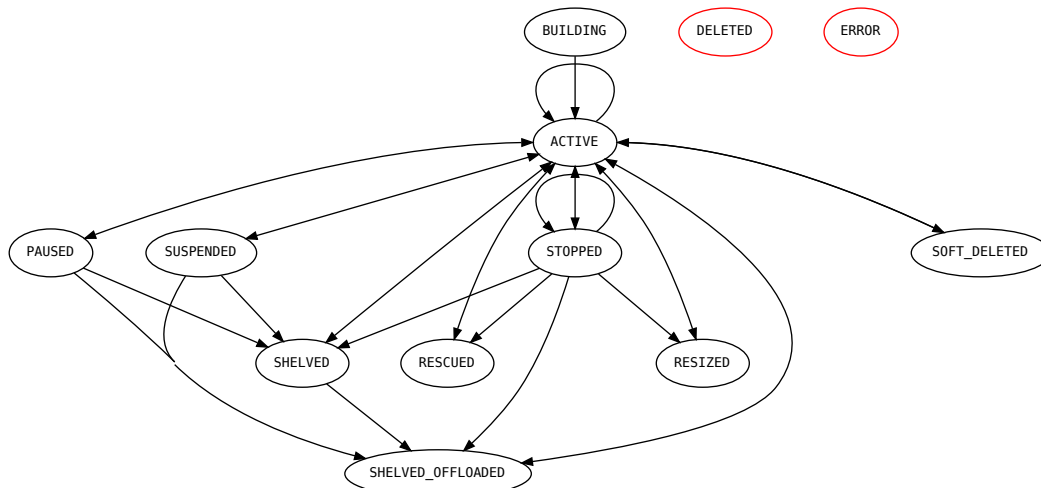 BUILDING
DELETED
ERROR
ACTIVE
PAUSED
SUSPENDED
STOPPED
SOFT_DELETED
SHELVED
RESCUED
RESIZED
SHELVED_OFFLOADED